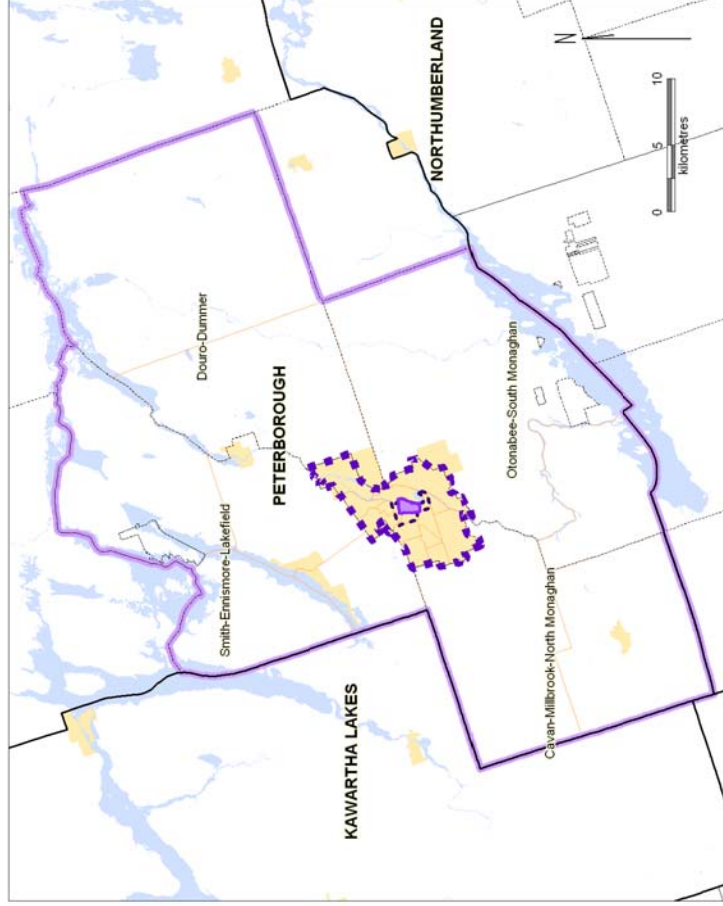 Douro-Dummer
Smith-Ennismore-Lakefield
PETERBOROUGH
KAWARTHA LAKES
NORTHUMBERLAND
Otonabee-South Monaghan
Cavan-Millbrook-North Monaghan
N
0 5 10
kilometres